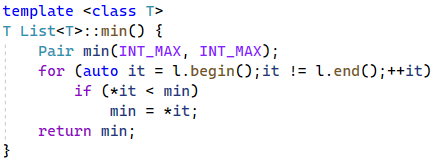 template <class T>
T List<T>::min() {
    Pair min(INT_MAX, INT_MAX);
    for (auto it = l.begin();it != l.end();++it)
        if (*it < min)
            min = *it;
    return min;
}